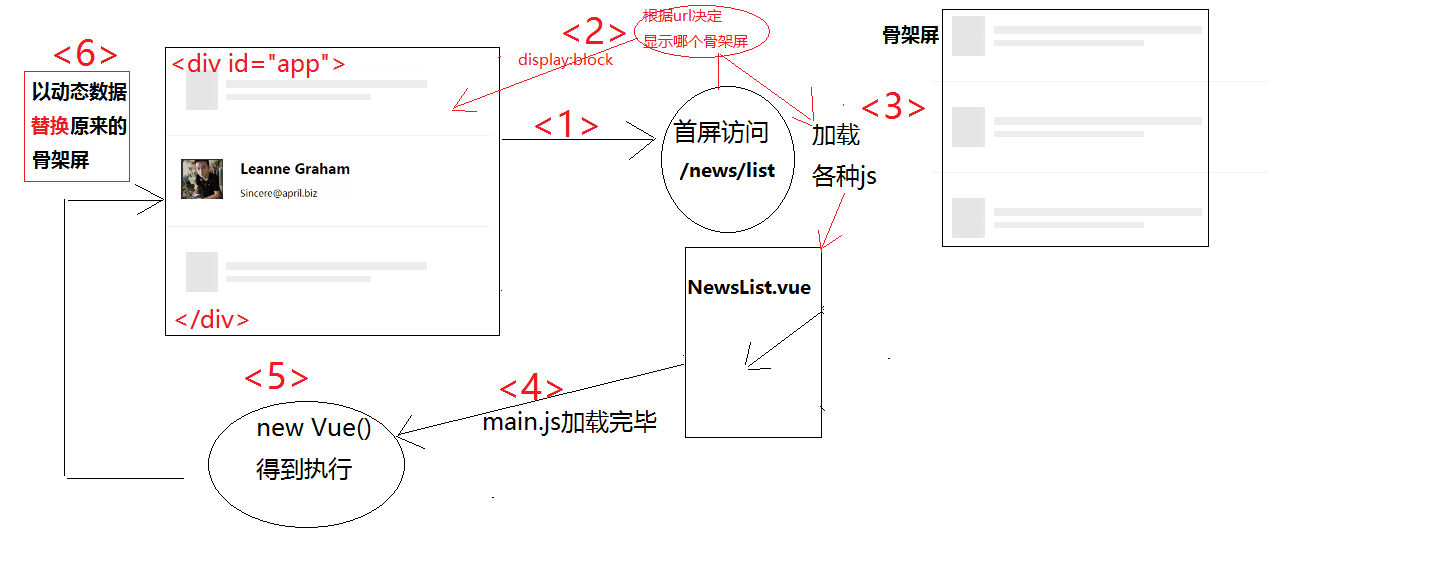 <6>
以动态数据
替换原来的
骨架屏
<div id="app">
Leanne Graham
Sincere@april.biz
</div>
<1>
<2>
display:block
根据url决定
显示哪个骨架屏
首屏访问
/news/list
<3>
加载
各种js
骨架屏
NewsList.vue
<4>
main.js加载完毕
<5>
new Vue()
得到执行